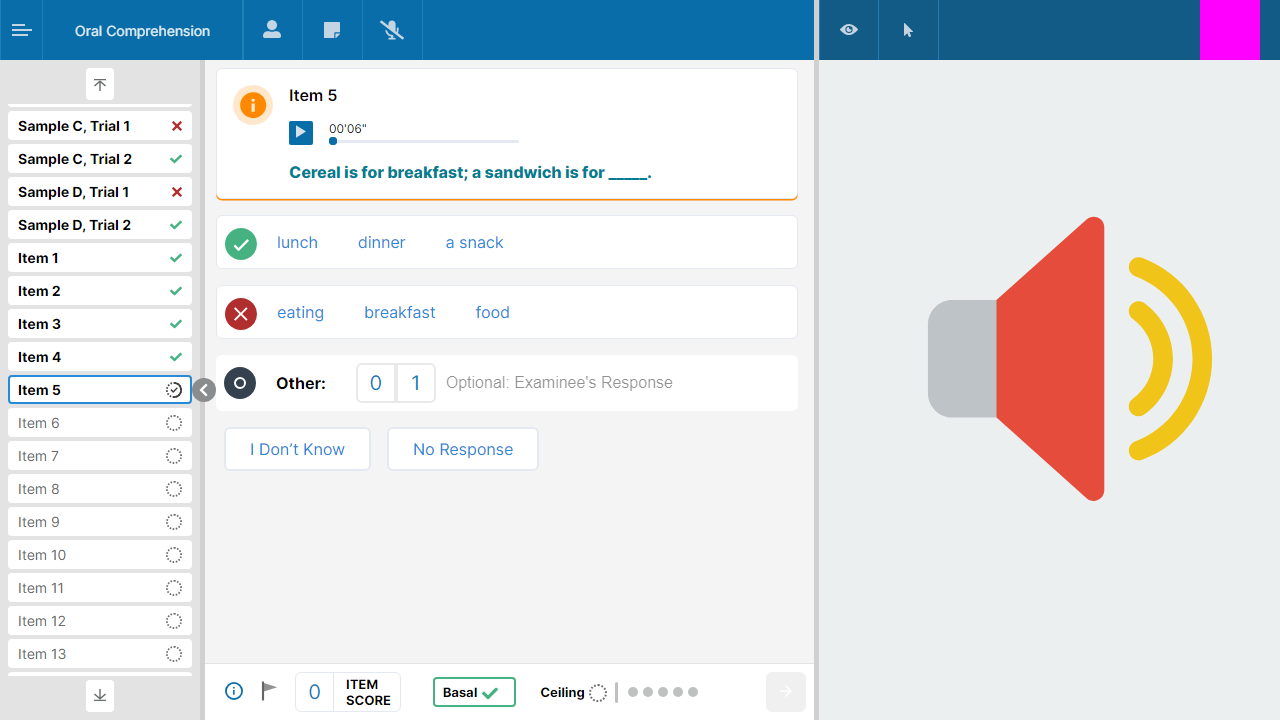 Oral Comprehension
Sample C, Trial 1
Sample C, Trial 2
Sample D, Trial 1
Sample D, Trial 2
Item 1
Item 2
Item 3
Item 4
Item 5
Item 6
Item 7
Item 8
Item 9
Item 10
Item 11
Item 12
Item 13
Item 5
00'06"
Cereal is for breakfast; a sandwich is for _____.
lunch dinner a snack
eating breakfast food
Other: 0 1 Optional: Examinee's Response
I Don’t Know No Response
0 ITEM SCORE
Basal
Ceiling